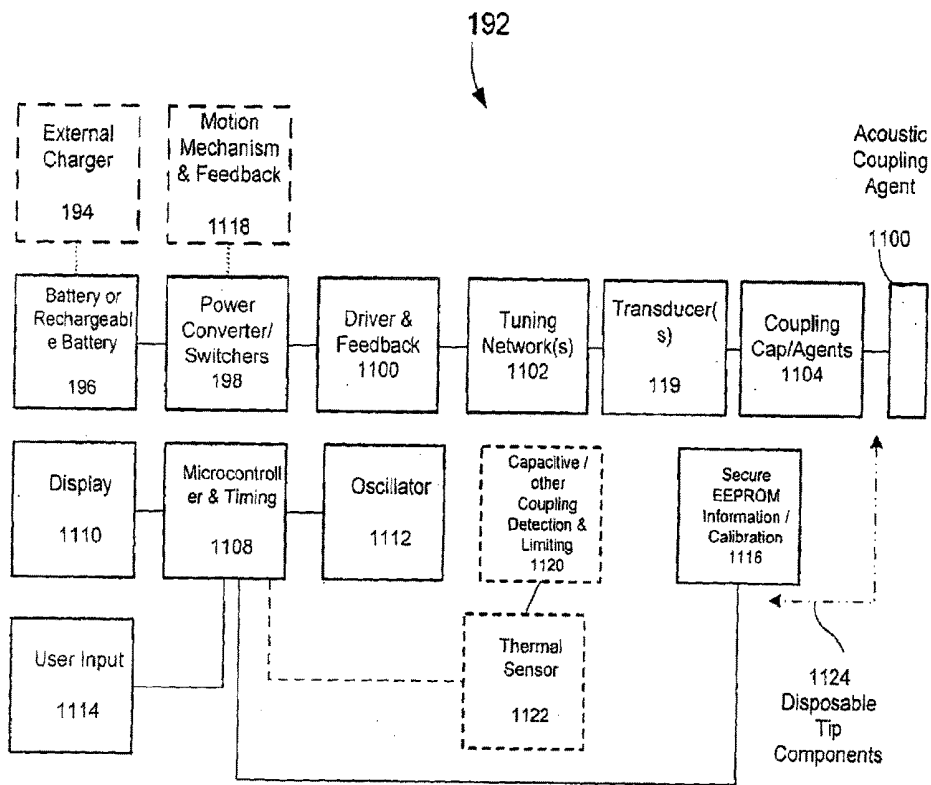 192
External
Charger
194
Motion
Mechanism
& Feedback
1118
Acoustic
Coupling
Agent
1100
Battery or
Rechargeabl
e Battery
196
Power
Converter/
Switchers
198
Driver &
Feedback
1100
Tuning
Network(s)
1102
Transducer(
s)
119
Coupling
Cap/Agents
1104
Display
1110
Microcontroll
er & Timing
1108
Oscillator
1112
Capacitive /
other
Coupling
Detection &
Limiting
1120
Secure
EEPROM
Information /
Calibration
1116
User Input
1114
Thermal
Sensor
1122
1124
Disposable
Tip
Components